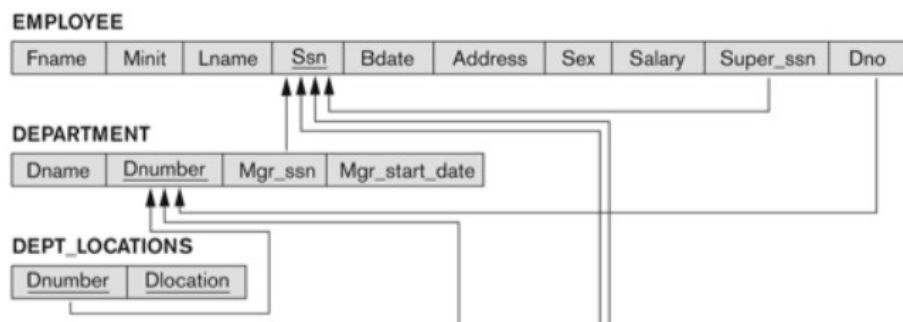 EMPLOYEE
Fname Minit Lname Ssn Bdate Address Sex Salary Super_ssn Dno
DEPARTMENT
Dname Dnumber Mgr_ssn Mgr_start_date
DEPT_LOCATIONS
Dnumber Dlocation